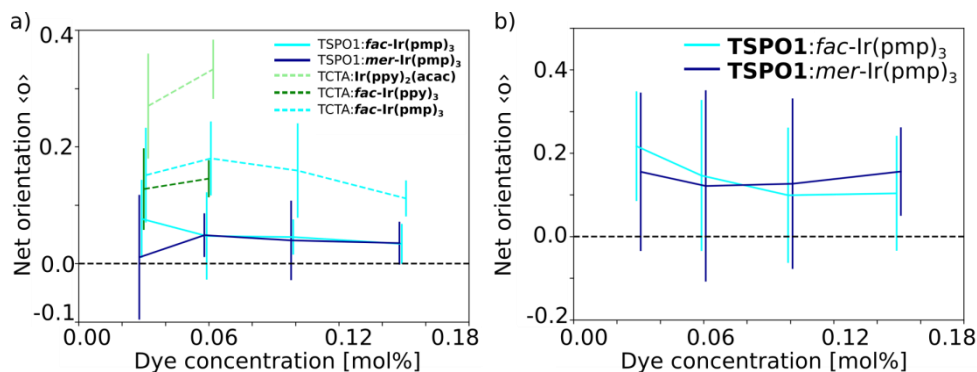 a)
0.4
0.2
0.0
-0.1
Net orientation ‹o›
TSPO1:fac-Ir(pmp)3
TSPO1:mer-Ir(pmp)3
TCTA:Ir(ppy)2(acac)
TCTA:fac-Ir(ppy)3
TCTA:fac-Ir(pmp)3
0.00 0.06 0.12 0.18
Dye concentration [mol%]
b)
0.4
0.2
0.0
-0.2
Net orientation ‹o›
TSPO1:fac-Ir(pmp)3
TSPO1:mer-Ir(pmp)3
0.00 0.06 0.12 0.18
Dye concentration [mol%]